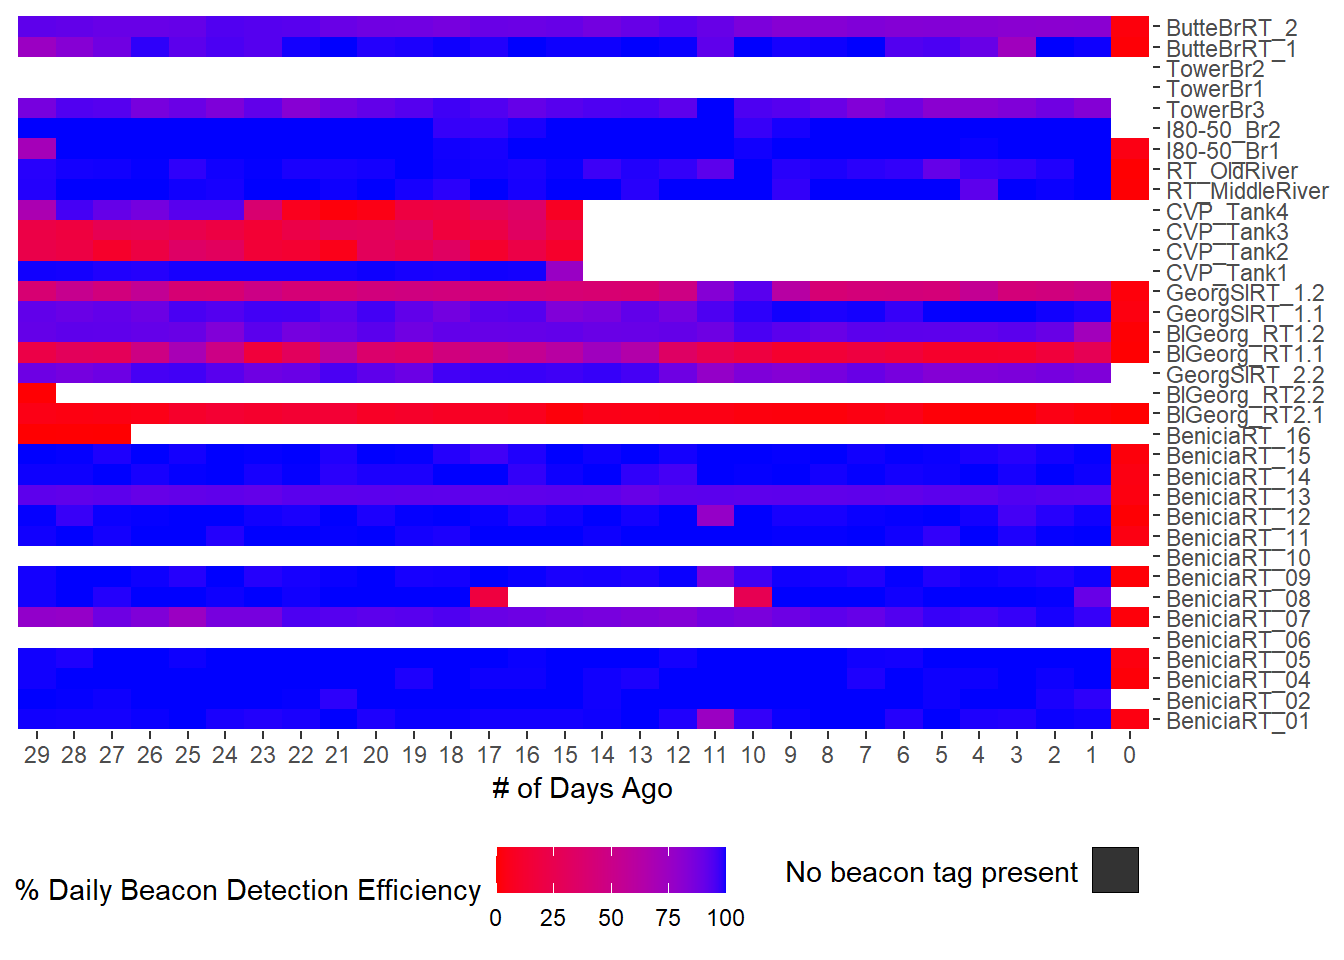 ButteBrRT_2
ButteBrRT_1
TowerBr2
TowerBr1
TowerBr3
I80-50_Br2
I80-50_Br1
RT_OldRiver
RT_MiddleRiver
CVP_Tank4
CVP_Tank3
CVP_Tank2
CVP_Tank1
GeorgSlRT_1.2
GeorgSlRT_1.1
BlGeorg_RT1.2
BlGeorg_RT1.1
GeorgSlRT_2.2
BlGeorg_RT2.2
BlGeorg_RT2.1
BeniciaRT_16
BeniciaRT_15
BeniciaRT_14
BeniciaRT_13
BeniciaRT_12
BeniciaRT_11
BeniciaRT_10
BeniciaRT_09
BeniciaRT_08
BeniciaRT_07
BeniciaRT_06
BeniciaRT_05
BeniciaRT_04
BeniciaRT_02
BeniciaRT_01
29 28 27 26 25 24 23 22 21 20 19 18 17 16 15 14 13 12 11 10 9 8 7 6 5 4 3 2 1 0
# of Days Ago
% Daily Beacon Detection Efficiency
0 25 50 75 100
No beacon tag present